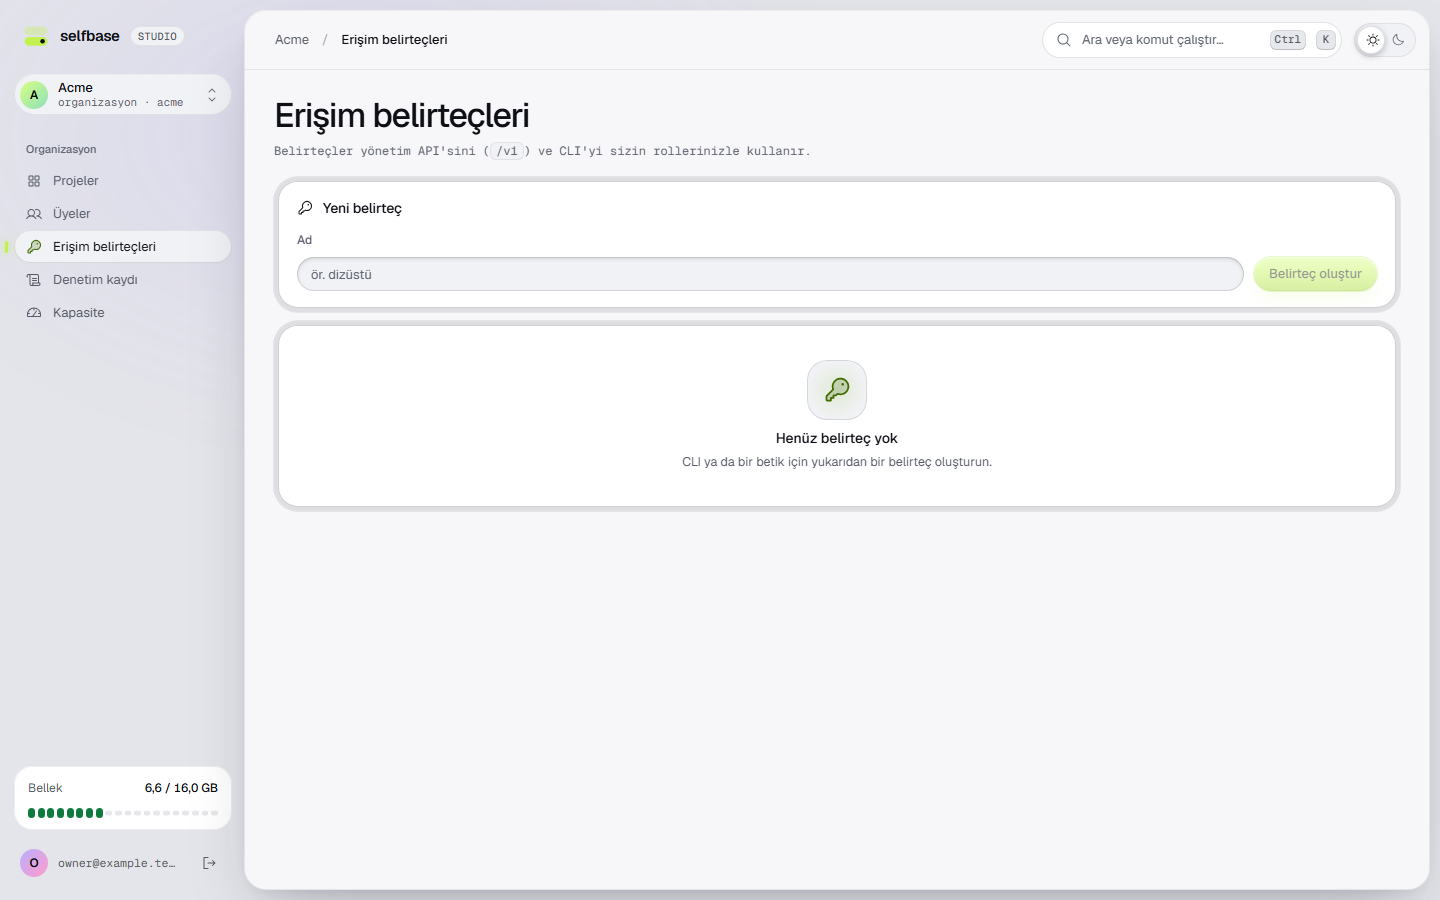 selfbase STUDIO
A
Acme
organizasyon · acme
Organizasyon
Projeler
Üyeler
Erişim belirteçleri
Denetim kaydı
Kapasite
Bellek 6,6 / 16,0 GB
O owner@example.te…
Acme / Erişim belirteçleri
Ara veya komut çalıştır… Ctrl K
Erişim belirteçleri
Belirteçler yönetim API'sini (/v1) ve CLI'yi sizin rollerinizle kullanır.
Yeni belirteç
Ad
ör. dizüstü
Belirteç oluştur
Henüz belirteç yok
CLI ya da bir betik için yukarıdan bir belirteç oluşturun.